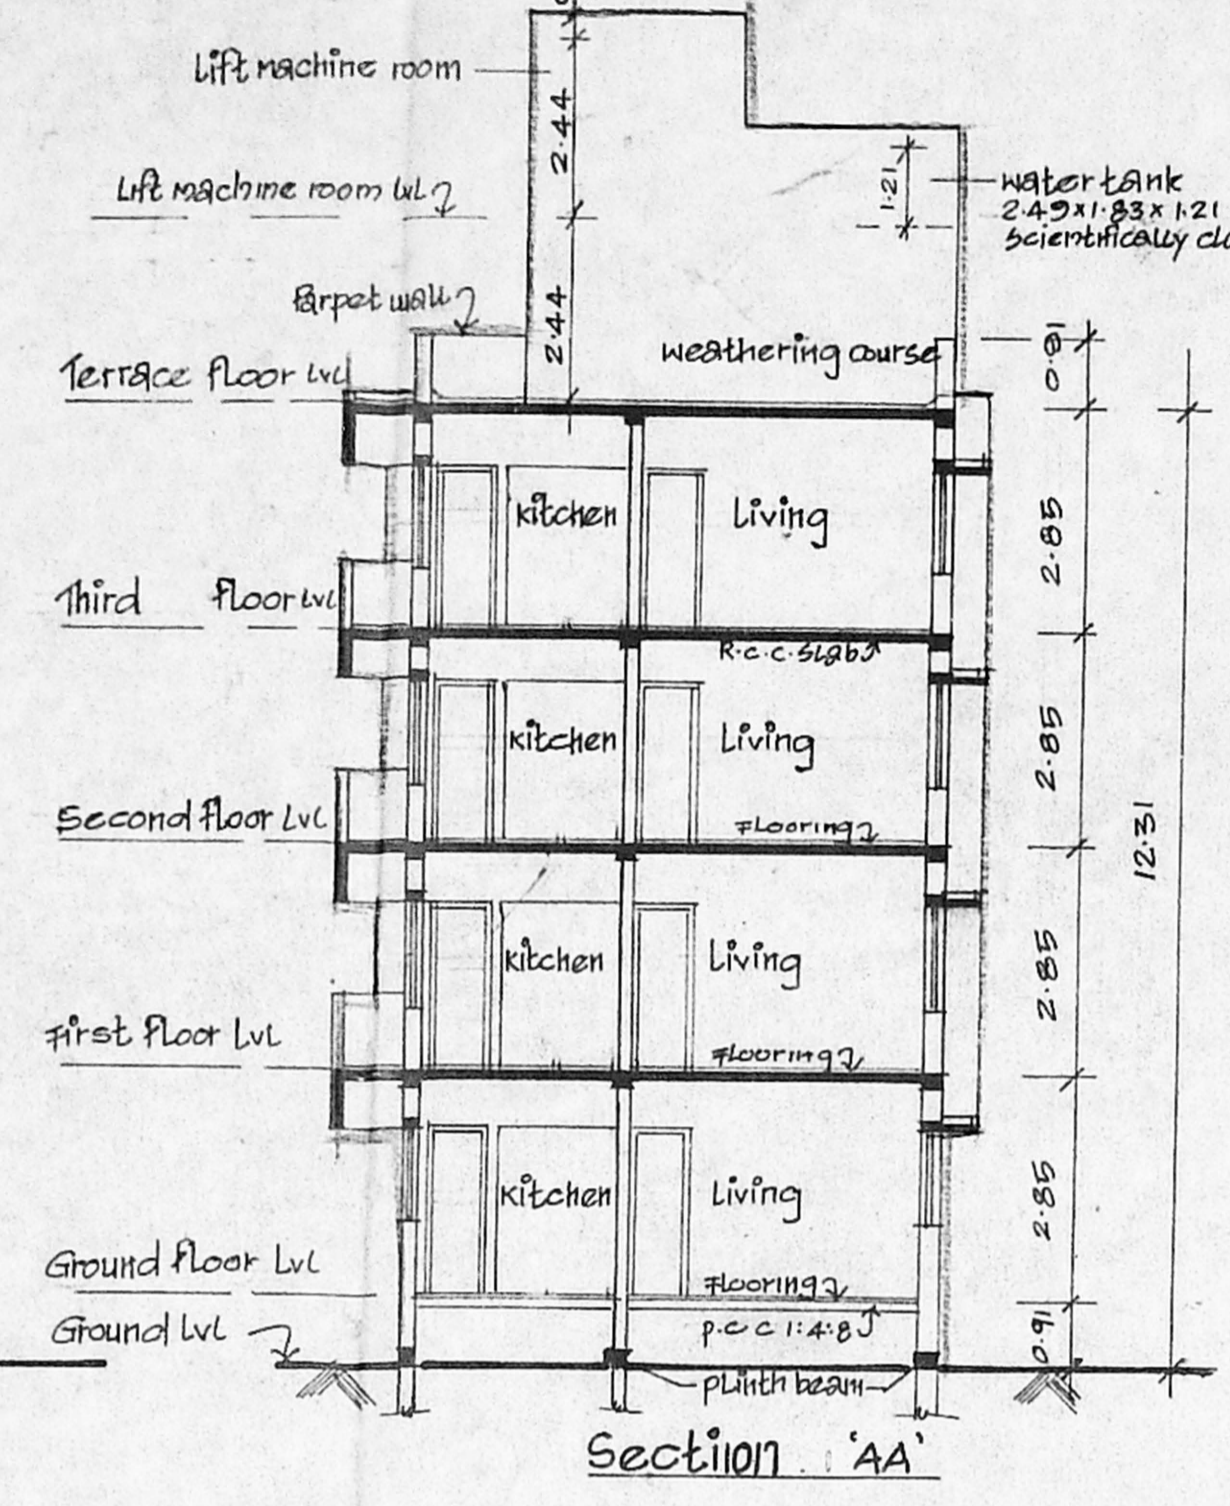 Lift machine room
2.44
Lift machine room Lvl
1.21
water tank
2.49x1.83x1.21
Scientifically
Parpet wall
2.44
weathering course
0.91
Terrace floor Lvl
kitchen Living
2.85
Third floor Lvl
R.c.c.Slab
kitchen Living
2.85
Second floor Lvl
Flooring
12.31
kitchen Living
2.85
First floor Lvl
Flooring
kitchen Living
2.85
Ground floor Lvl
Flooring
Ground Lvl
P.C C 1:4:8
0.91
plinth beam
Section 'AA'